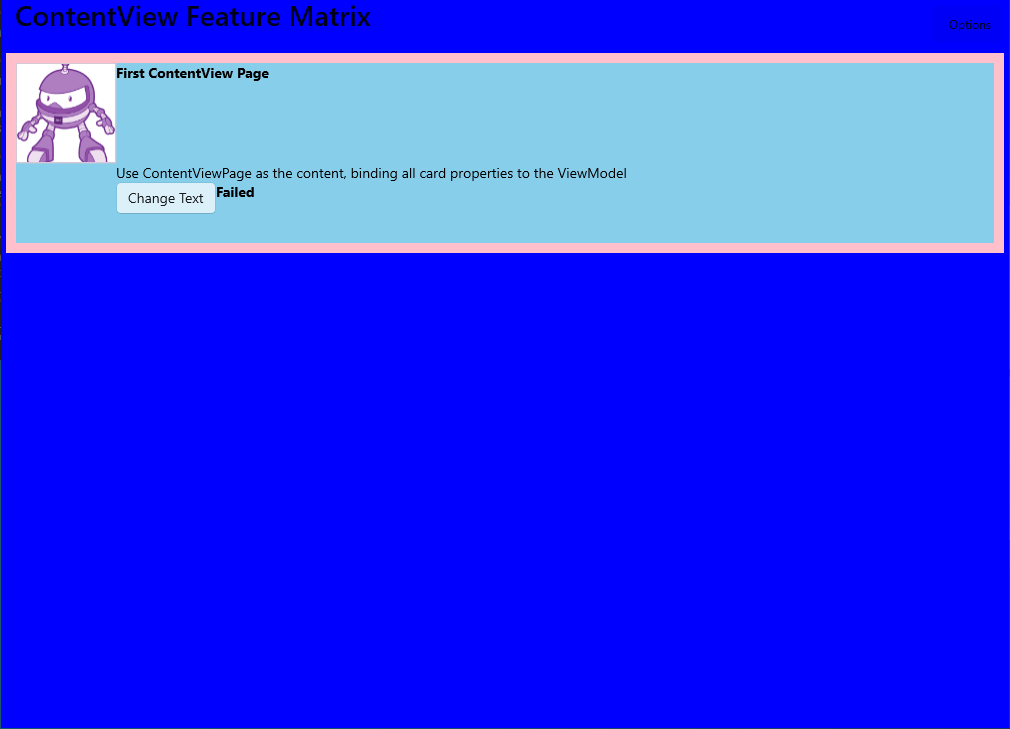 ContentView Feature Matrix
Options
First ContentView Page
Use ContentViewPage as the content, binding all card properties to the ViewModel
Change Text
Failed